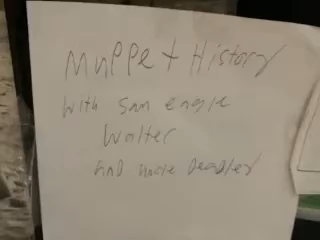 Muppet History
with Sam eagle
Walter
and uncle Deadley